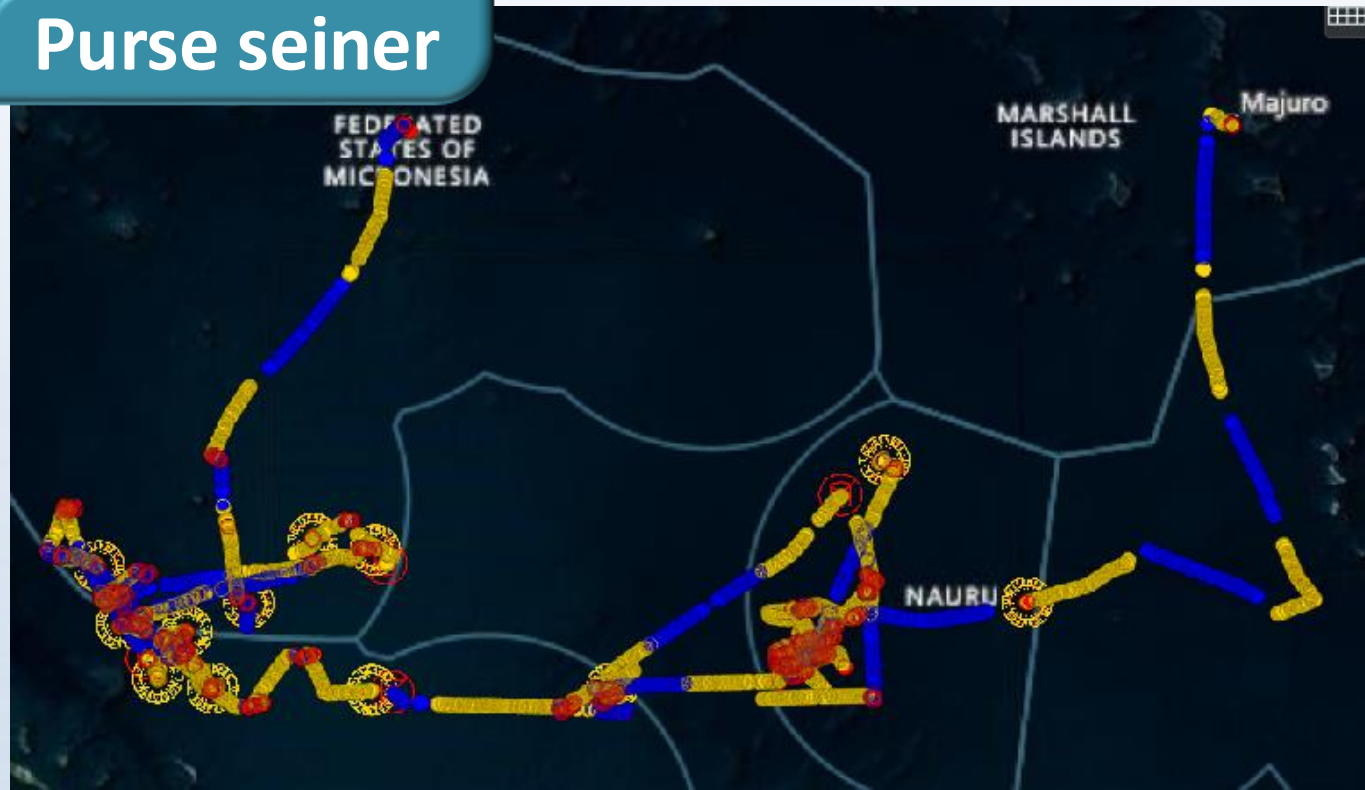 Purse seiner
FEDERATED
STATES OF
MICRONESIA
MARSHALL
ISLANDS
Majuro
NAURU